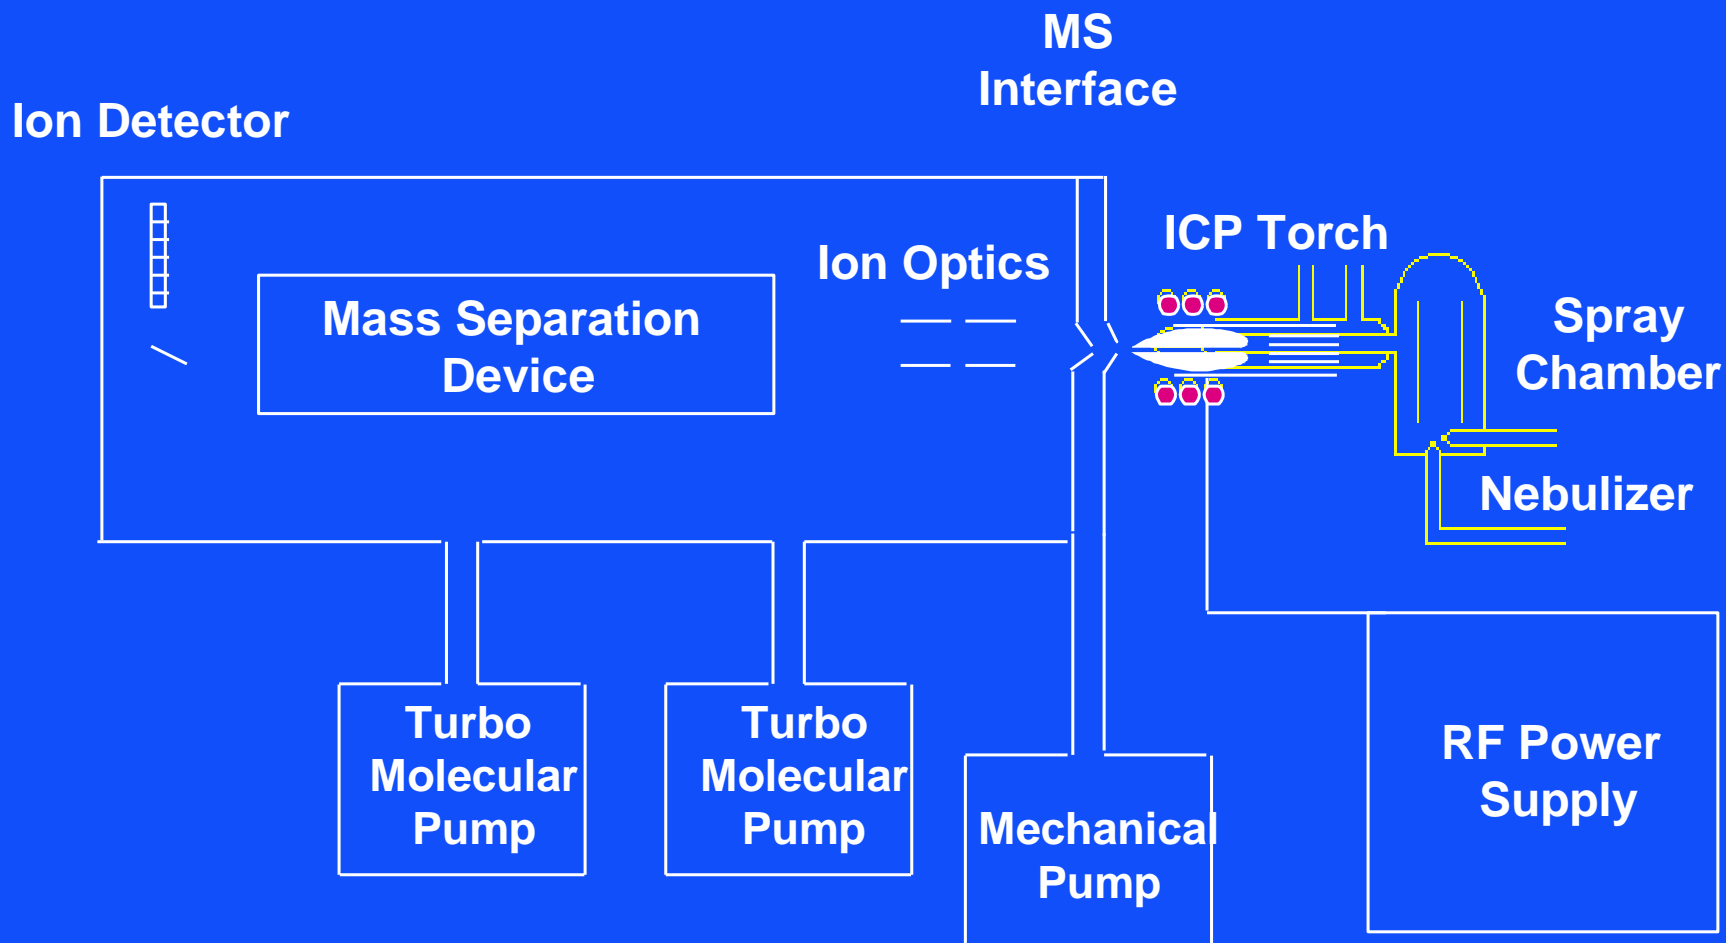 MS
Interface
Ion Detector
ICP Torch
Ion Optics
Mass Separation
Device
Spray
Chamber
Nebulizer
Turbo
Molecular
Pump
Turbo
Molecular
Pump
Mechanical
Pump
RF Power
Supply